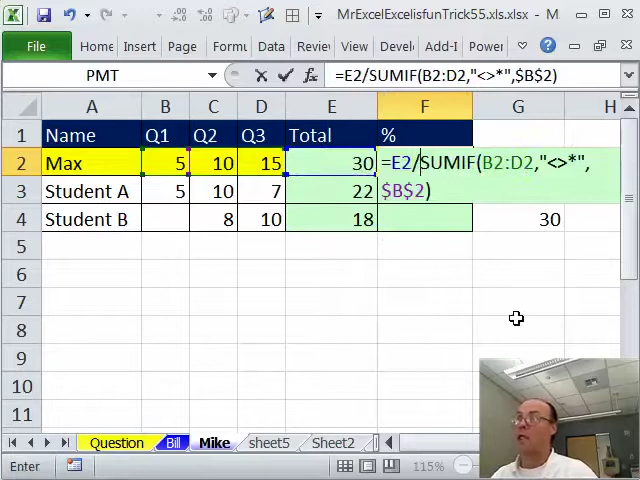 MrExcelExcelisfunTrick55.xls.xlsx - M
File Home Insert Page Formu Data Review View Develo Add-I Power
PMT =E2/SUMIF(B2:D2,"<>*",$B$2)
A B C D E F G H
1 Name Q1 Q2 Q3 Total %
2 Max 5 10 15 30 =E2/SUMIF(B2:D2,"<>*",
3 Student A 5 10 7 22 $B$2)
4 Student B 8 10 18 30
5
6
7
8
9
10
11
Question Bill Mike sheet5 Sheet2
Enter 115%